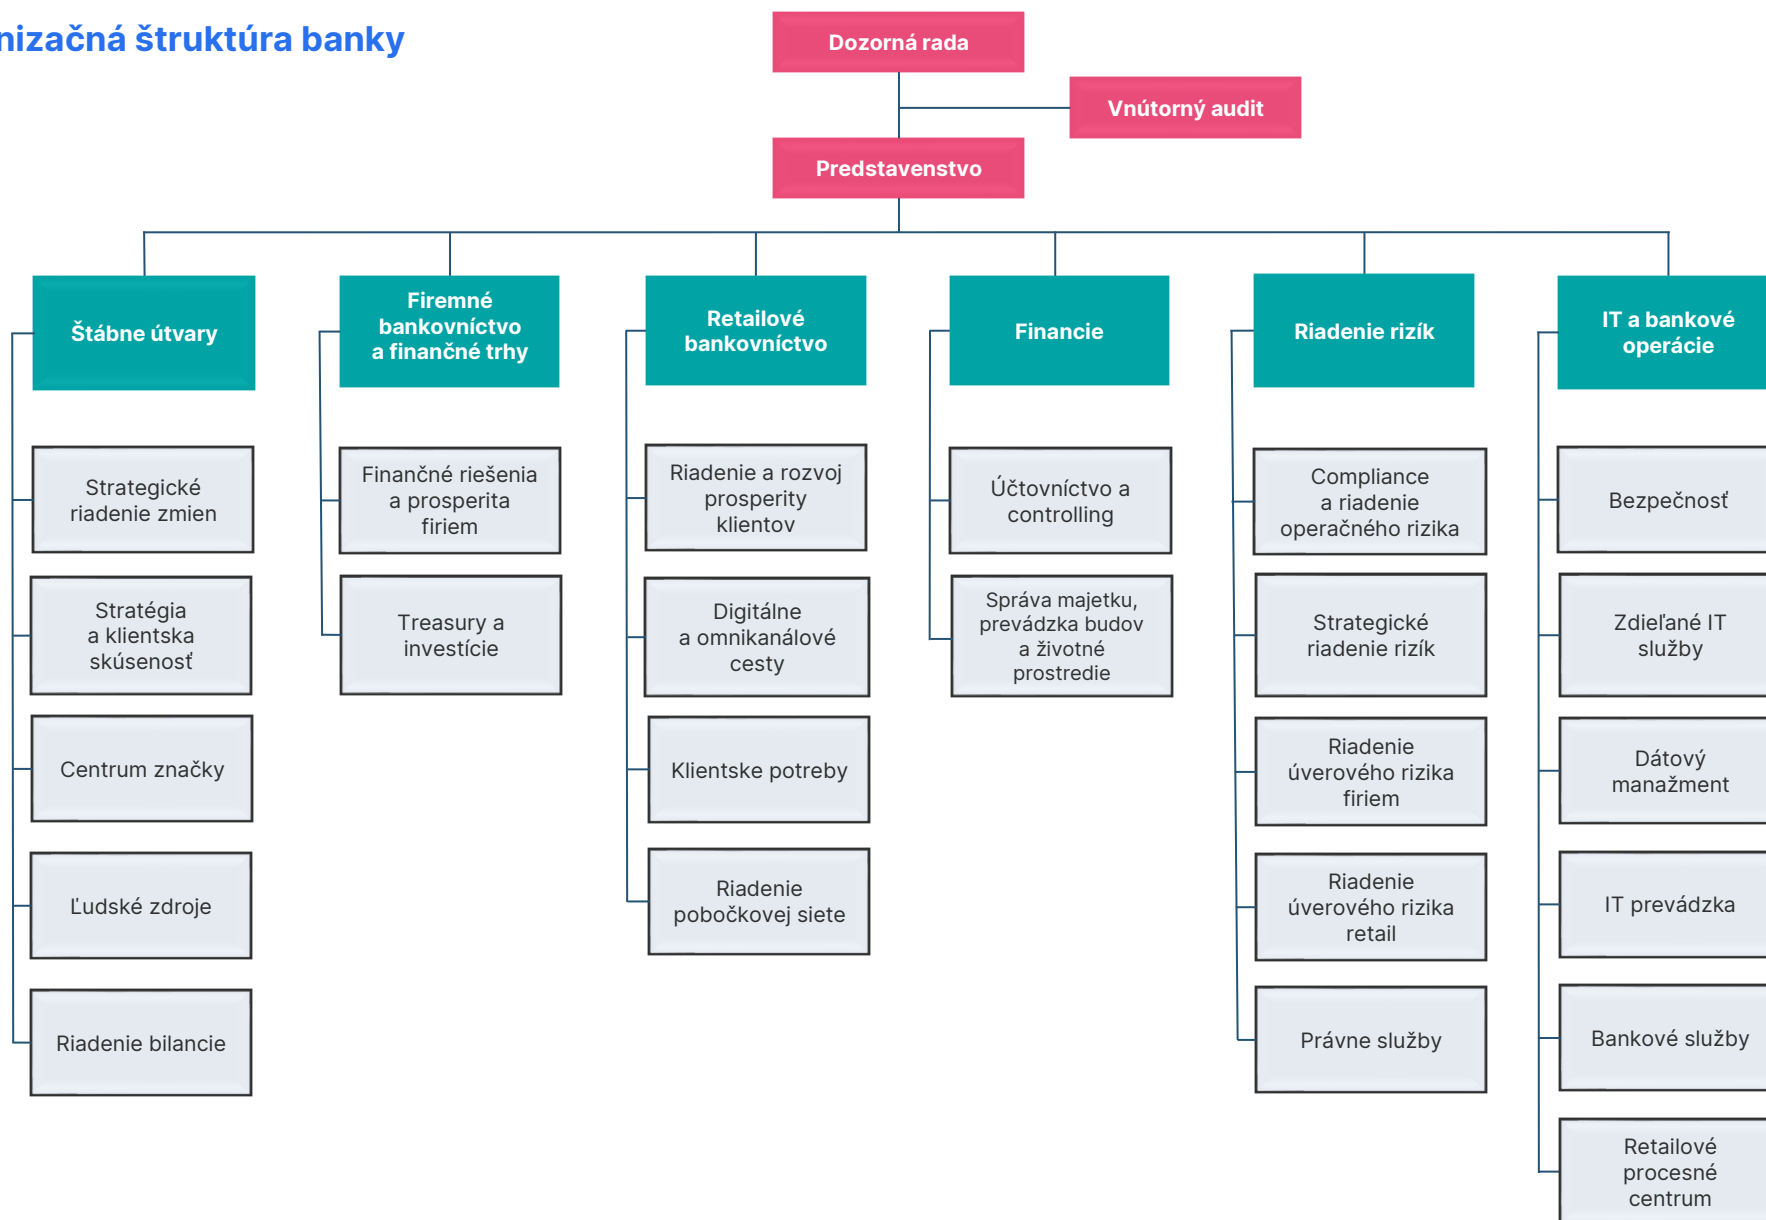 nizačná štruktúra banky
Dozorná rada
Vnútorný audit
Predstavenstvo
Štábne útvary
Firemné
bankovníctvo
a finančné trhy
Retailové
bankovníctvo
Financie
Riadenie rizík
IT a bankové
operácie
Strategické
riadenie zmien
Stratégia
a klientska
skúsenosť
Centrum značky
Ľudské zdroje
Riadenie bilancie
Finančné riešenia
a prosperita
firiem
Treasury a
investície
Riadenie a rozvoj
prosperity
klientov
Digitálne
a omnikanálové
cesty
Klientske potreby
Riadenie
pobočkovej siete
Účtovníctvo a
controlling
Správa majetku,
prevádzka budov
a životné
prostredie
Compliance
a riadenie
operačného rizika
Strategické
riadenie rizík
Riadenie
úverového rizika
firiem
Riadenie
úverového rizika
retail
Právne služby
Bezpečnosť
Zdieľané IT
služby
Dátový
manažment
IT prevádzka
Bankové služby
Retailové
procesné
centrum